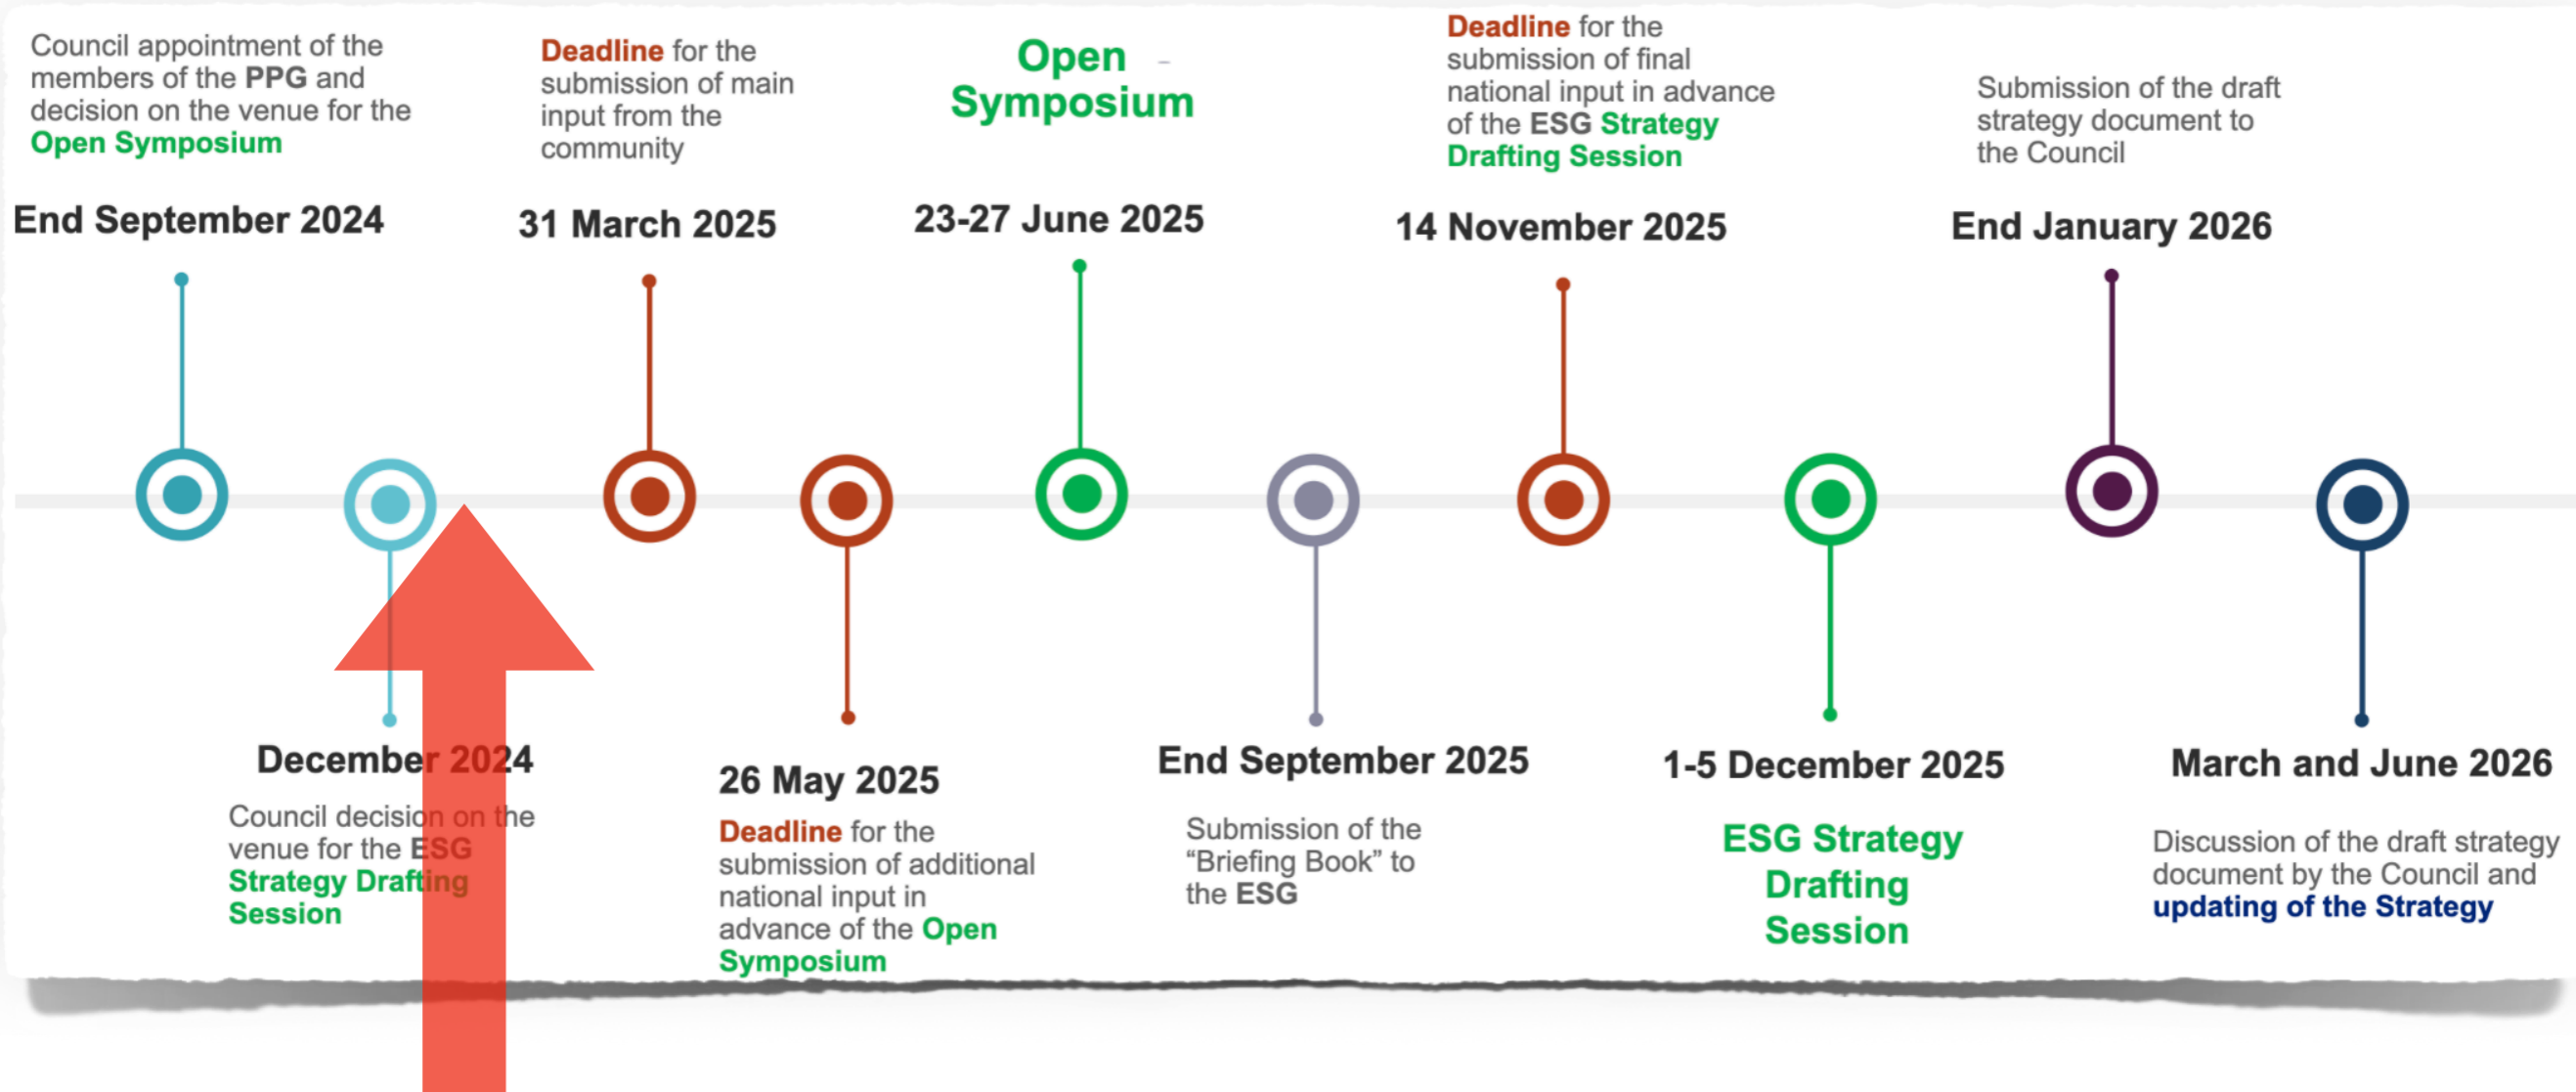 Council appointment of the
members of the PPG and
decision on the venue for the
Open Symposium
End September 2024
Deadline for the
submission of main
input from the
community
31 March 2025
Open
Symposium
23-27 June 2025
Deadline for the
submission of final
national input in advance
of the ESG Strategy
Drafting Session
14 November 2025
Submission of the draft
strategy document to
the Council
End January 2026
December 2024
Council decision on the
venue for the ESG
Strategy Drafting
Session
26 May 2025
Deadline for the
submission of additional
national input in
advance of the Open
Symposium
End September 2025
Submission of the
“Briefing Book” to
the ESG
1-5 December 2025
ESG Strategy
Drafting
Session
March and June 2026
Discussion of the draft strategy
document by the Council and
updating of the Strategy